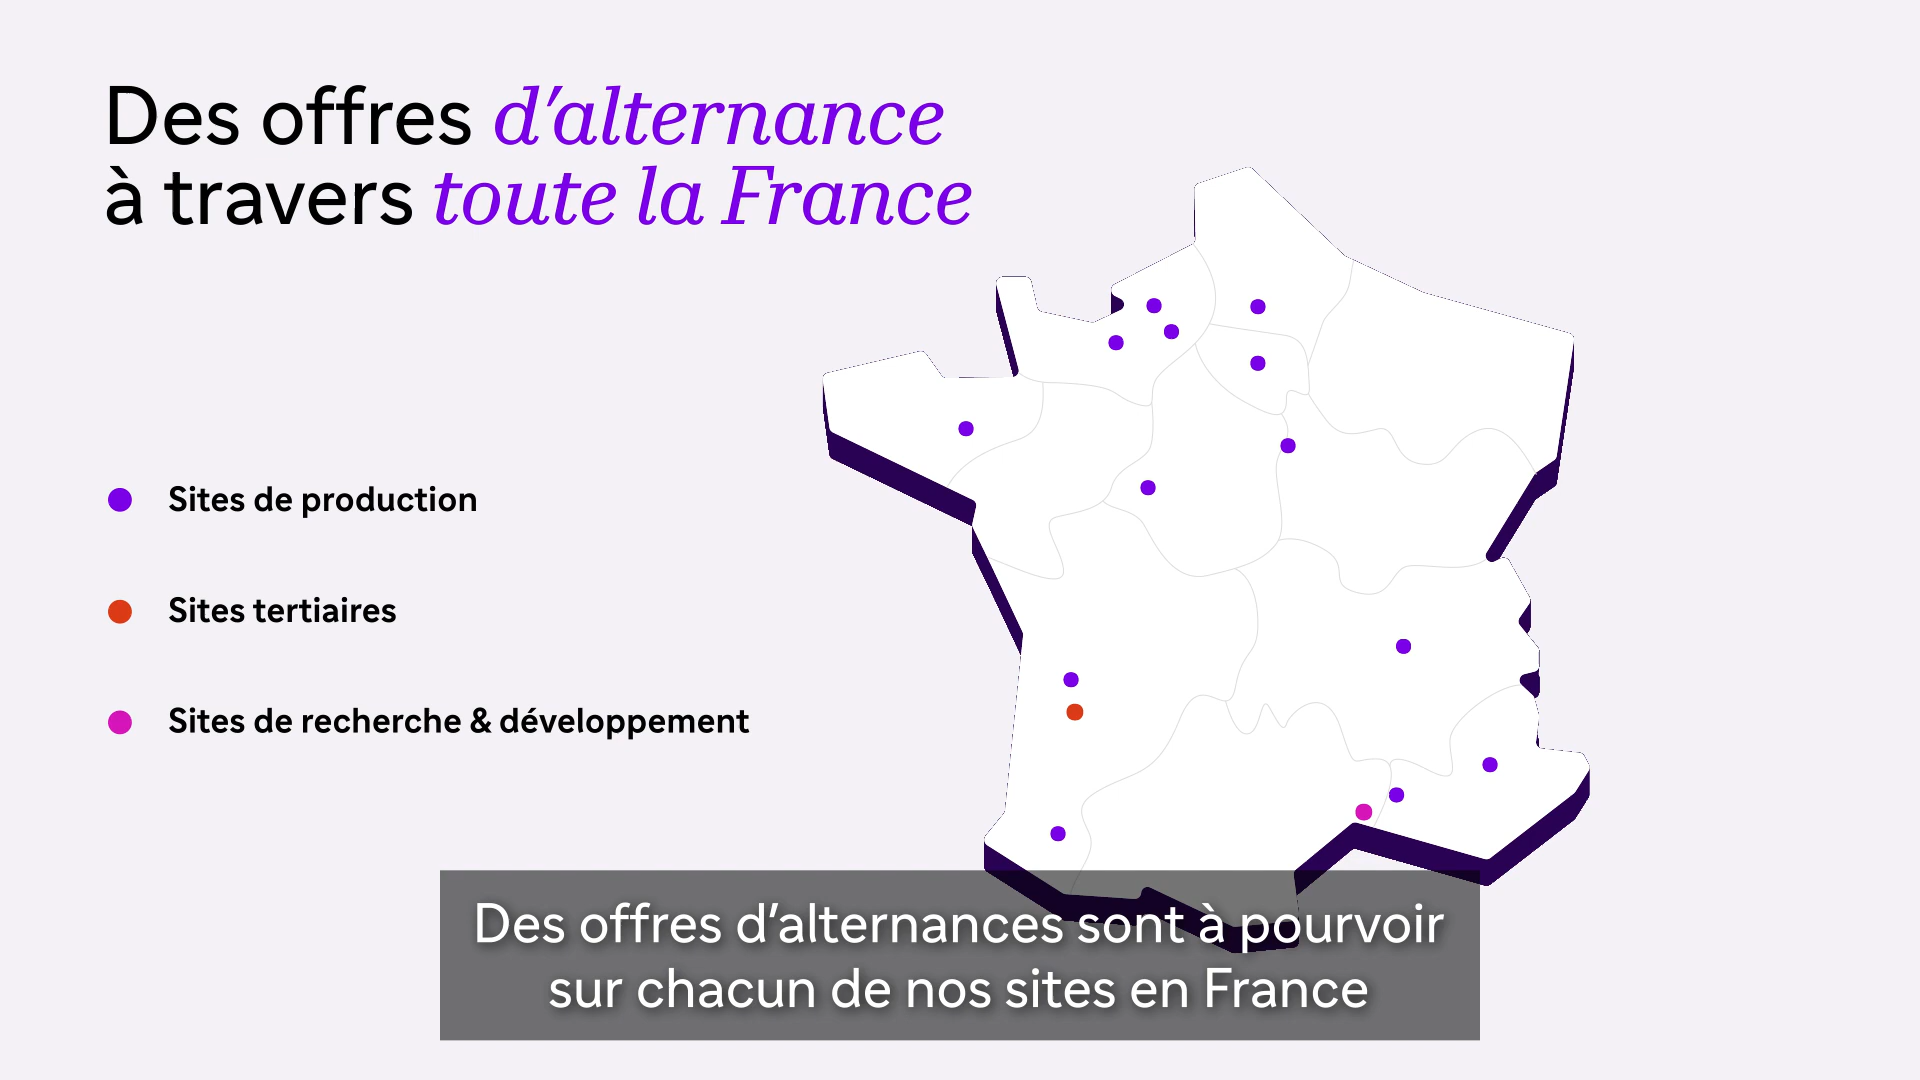 Des offres d’alternance
à travers toute la France
Sites de production
Sites tertiaires
Sites de recherche & développement
Des offres d’alternances sont à pourvoir
sur chacun de nos sites en France